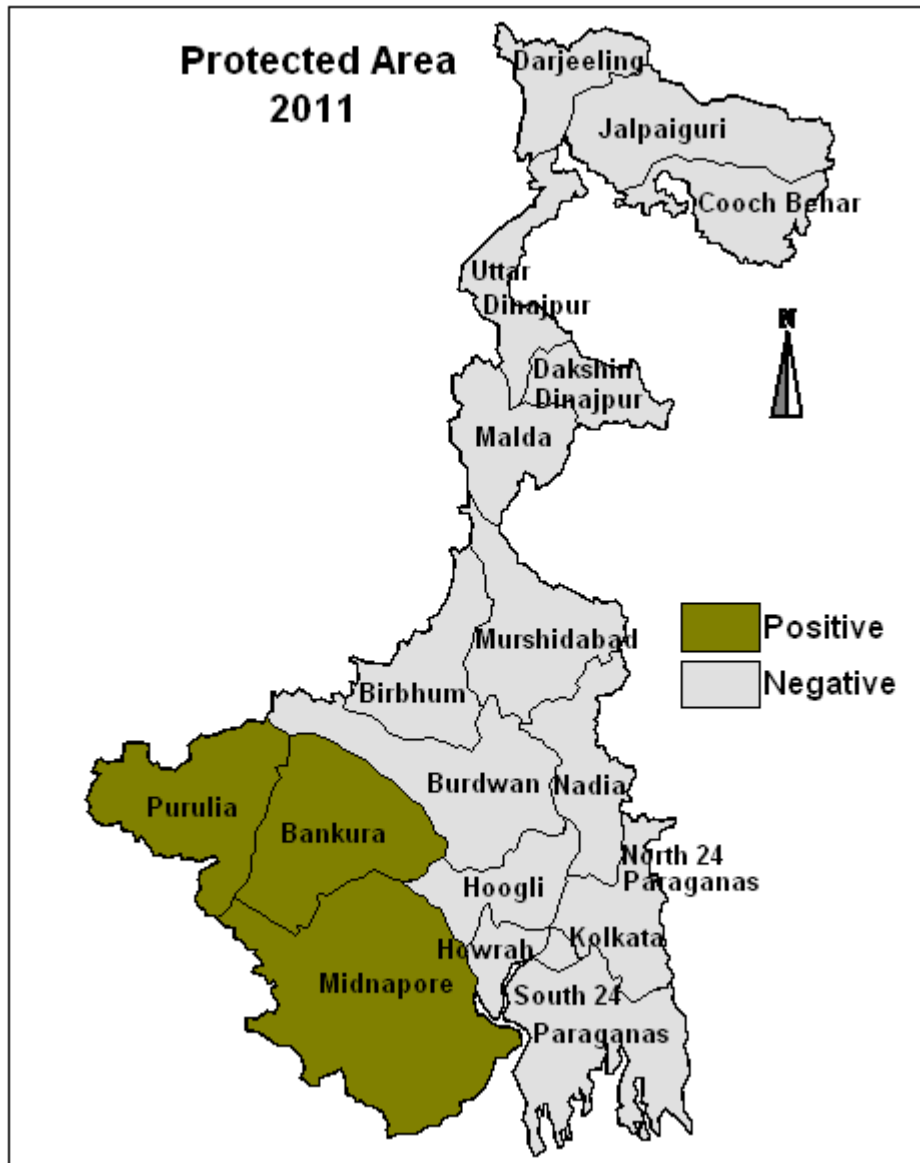 Protected Area
2011
Darjeeling
Jalpaiguri
Cooch Behar
Uttar
Dinajpur
N
Dakshin
Dinajpur
Malda
Positive
Murshidabad
Negative
Birbhum
Burdwan
Nadia
Purulia
Bankura
North 24
Paraganas
Hoogli
Kolkata
Howrah
Midnapore
South 24
Paraganas